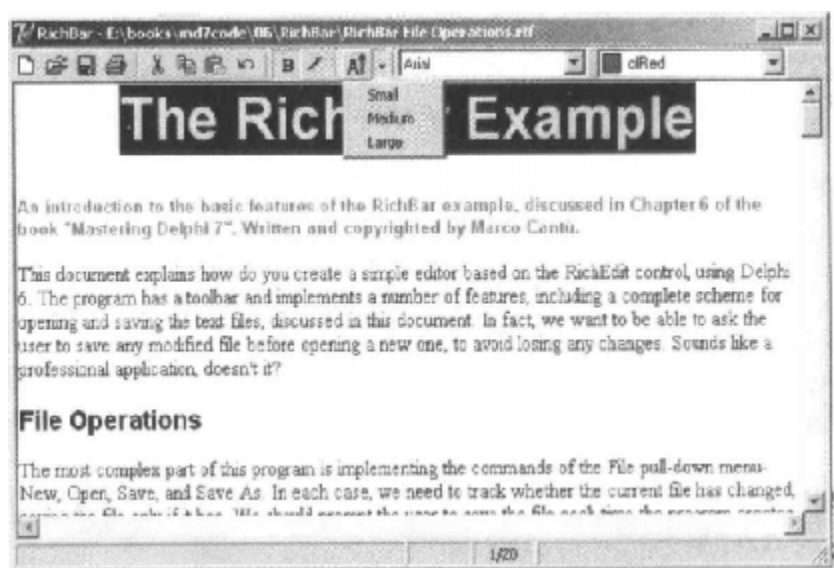 RichBar - E:\books\md7code\06\RichBar\RichBar File Operations.rtf
B
A
Arial
clRed
Small
Medium
Large
The Rich Example
An introduction to the basic features of the RichBar example, discussed in Chapter 6 of the
book "Mastering Delphi 7". Written and copyrighted by Marco Cantù.
This document explains how do you create a simple editor based on the RichEdit control, using Delphi
6. The program has a toolbar and implements a number of features, including a complete scheme for
opening and saving the text files, discussed in this document. In fact, we want to be able to ask the
user to save any modified file before opening a new one, to avoid losing any changes. Sounds like a
professional application, doesn't it?
File Operations
The most complex part of this program is implementing the commands of the File pull-down menu-
New, Open, Save, and Save As. In each case, we need to track whether the current file has changed,
1/20